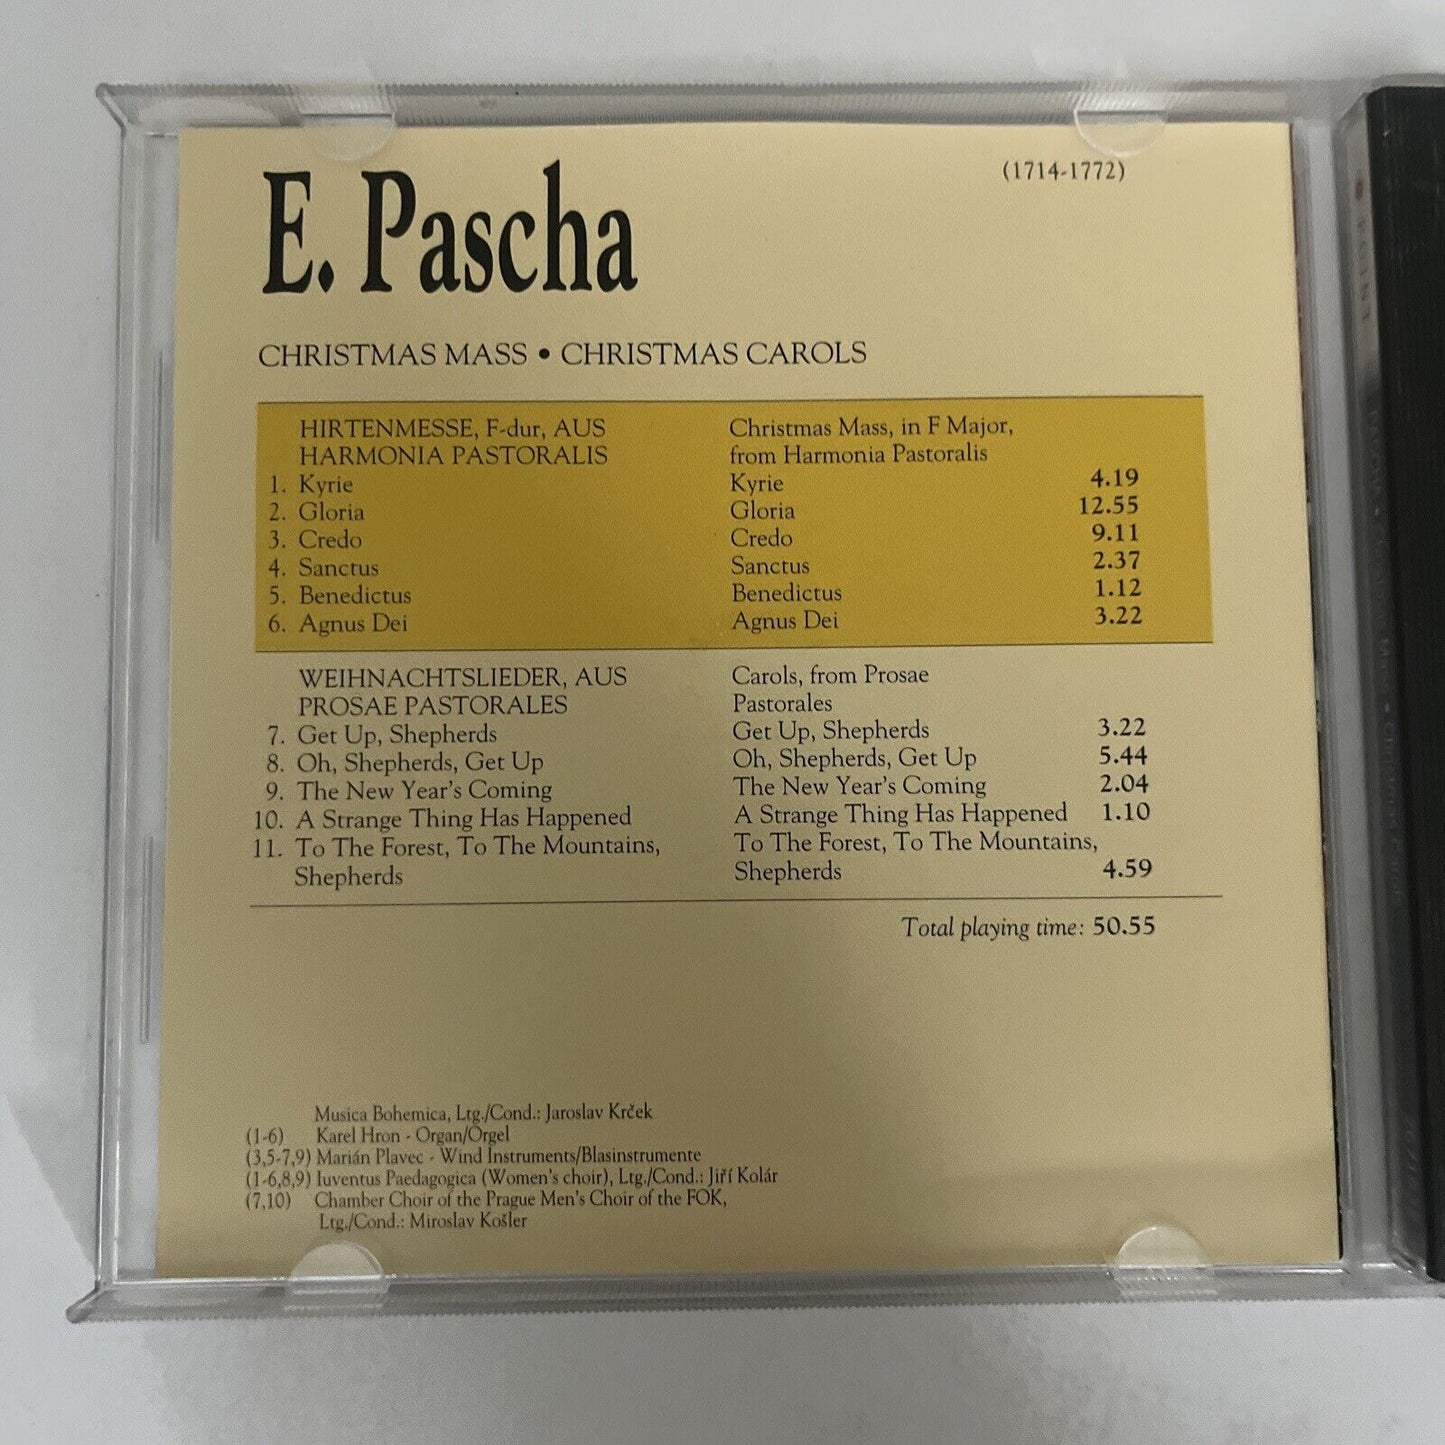 E. Pascha
(1714-1772)
CHRISTMAS MASS • CHRISTMAS CAROLS
HIRTENMESSE, F-dur, AUS
HARMONIA PASTORALIS
Christmas Mass, in F Major,
from Harmonia Pastoralis
1. Kyrie Kyrie 4.19
2. Gloria Gloria 12.55
3. Credo Credo 9.11
4. Sanctus Sanctus 2.37
5. Benedictus Benedictus 1.12
6. Agnus Dei Agnus Dei 3.22
WEIHNACHTSLIEDER, AUS
PROSAE PASTORALES
Carols, from Prosae
Pastorales
7. Get Up, Shepherds Get Up, Shepherds 3.22
8. Oh, Shepherds, Get Up Oh, Shepherds, Get Up 5.44
9. The New Year's Coming The New Year's Coming 2.04
10. A Strange Thing Has Happened A Strange Thing Has Happened 1.10
11. To The Forest, To The Mountains, To The Forest, To The Mountains,
Shepherds Shepherds 4.59
Total playing time: 50.55
Musica Bohemica, Ltg./Cond.: Jaroslav Krček
(1-6) Karel Hron - Organ/Orgel
(3,5-7,9) Marián Plavec - Wind Instruments/Blasinstrumente
(1-6,8,9) Iuventus Paedagogica (Women's choir), Ltg./Cond.: Jiří Kolár
(7,10) Chamber Choir of the Prague Men's Choir of the FOK,
Ltg./Cond.: Miroslav Košler